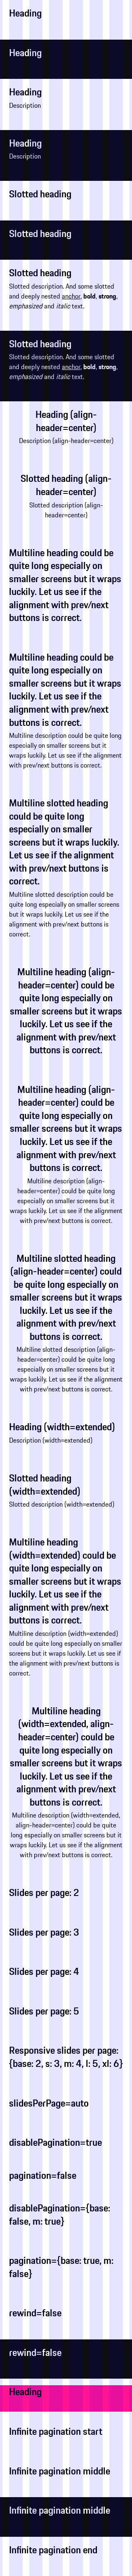 Heading
Heading
Heading
Description
Heading
Description
Slotted heading
Slotted heading
Slotted heading
Slotted description. And some slotted
and deeply nested anchor, bold, strong,
emphasized and italic text.
Slotted heading
Slotted description. And some slotted
and deeply nested anchor, bold, strong,
emphasized and italic text.
Heading (align-
header=center)
Description (align-header=center)
Slotted heading (align-
header=center)
Slotted description (align-
header=center)
Multiline heading could be
quite long especially on
smaller screens but it wraps
luckily. Let us see if the
alignment with prev/next
buttons is correct.
Multiline heading could be
quite long especially on
smaller screens but it wraps
luckily. Let us see if the
alignment with prev/next
buttons is correct.
Multiline description could be quite long
especially on smaller screens but it
wraps luckily. Let us see if the alignment
with prev/next buttons is correct.
Multiline slotted heading
could be quite long
especially on smaller
screens but it wraps luckily.
Let us see if the alignment
with prev/next buttons is
correct.
Multiline slotted description could be
quite long especially on smaller screens
but it wraps luckily. Let us see if the
alignment with prev/next buttons is
correct.
Multiline heading (align-
header=center) could be
quite long especially on
smaller screens but it wraps
luckily. Let us see if the
alignment with prev/next
buttons is correct.
Multiline heading (align-
header=center) could be
quite long especially on
smaller screens but it wraps
luckily. Let us see if the
alignment with prev/next
buttons is correct.
Multiline description (align-
header=center) could be quite long
especially on smaller screens but it
wraps luckily. Let us see if the alignment
with prev/next buttons is correct.
Multiline slotted heading
(align-header=center) could
be quite long especially on
smaller screens but it wraps
luckily. Let us see if the
alignment with prev/next
buttons is correct.
Multiline slotted description (align-
header=center) could be quite long
especially on smaller screens but it
wraps luckily. Let us see if the alignment
with prev/next buttons is correct.
Heading (width=extended)
Description (width=extended)
Slotted heading
(width=extended)
Slotted description (width=extended)
Multiline heading
(width=extended) could be
quite long especially on
smaller screens but it wraps
luckily. Let us see if the
alignment with prev/next
buttons is correct.
Multiline description (width=extended)
could be quite long especially on smaller
screens but it wraps luckily. Let us see if
the alignment with prev/next buttons is
correct.
Multiline heading
(width=extended, align-
header=center) could be
quite long especially on
smaller screens but it wraps
luckily. Let us see if the
alignment with prev/next
buttons is correct.
Multiline description (width=extended,
align-header=center) could be quite
long especially on smaller screens but it
wraps luckily. Let us see if the alignment
with prev/next buttons is correct.
Slides per page: 2
Slides per page: 3
Slides per page: 4
Slides per page: 5
Responsive slides per page:
{base: 2, s: 3, m: 4, l: 5, xl: 6}
slidesPerPage=auto
disablePagination=true
pagination=false
disablePagination={base:
false, m: true}
pagination={base: true, m:
false}
rewind=false
rewind=false
Heading
Infinite pagination start
Infinite pagination middle
Infinite pagination middle
Infinite pagination end